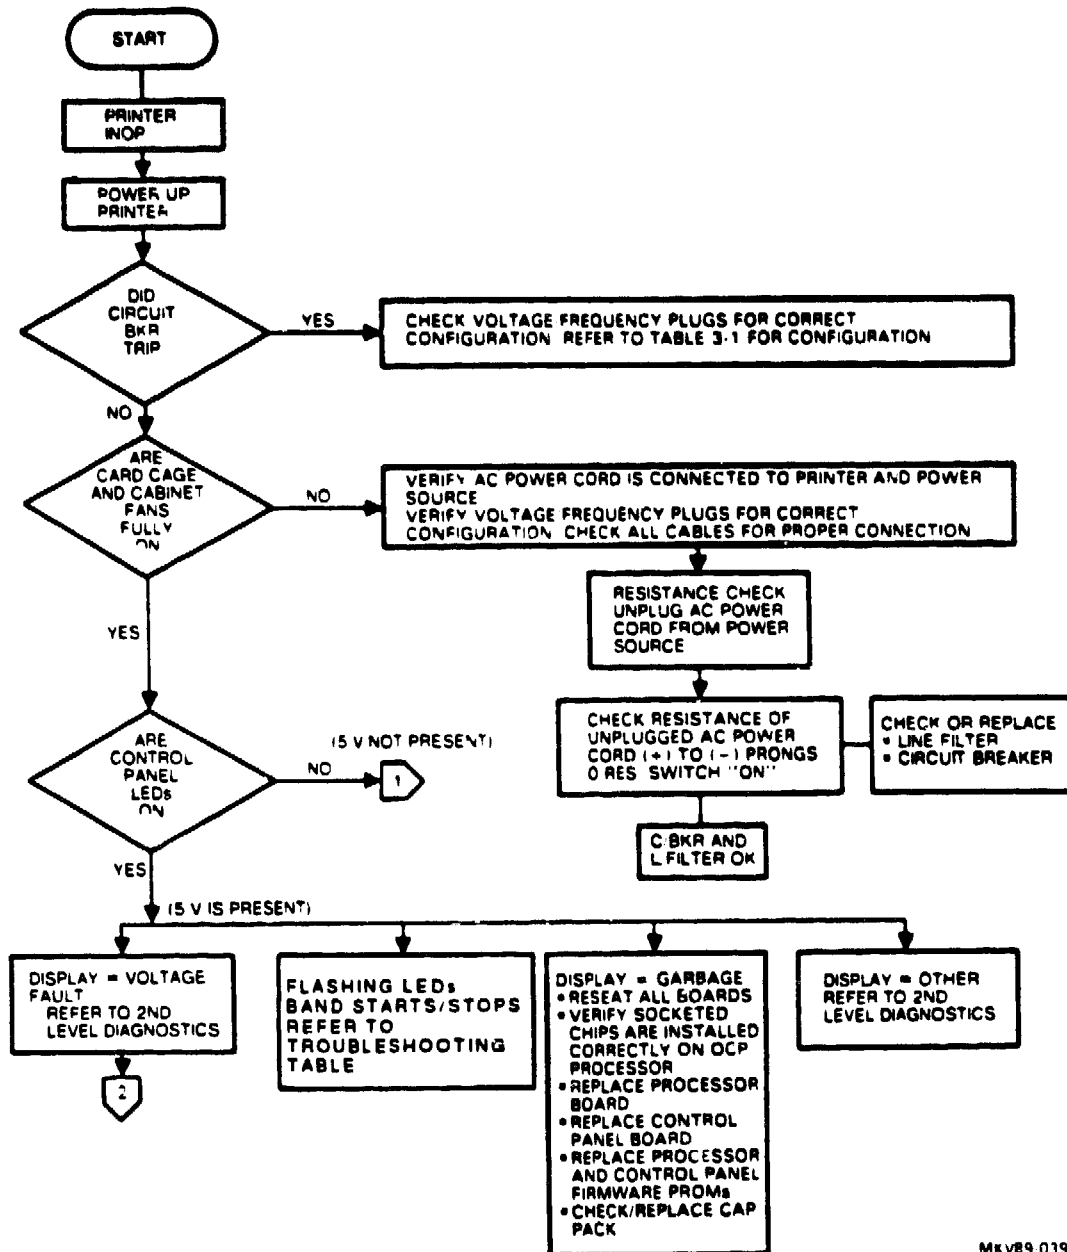 START
PRINTER
INOP
POWER UP
PRINTER
DID
CIRCUIT
BKR
TRIP
YES
CHECK VOLTAGE FREQUENCY PLUGS FOR CORRECT
CONFIGURATION REFER TO TABLE 3-1 FOR CONFIGURATION
NO
ARE
CARD CAGE
AND CABINET
FANS
FULLY
ON
NO
VERIFY AC POWER CORD IS CONNECTED TO PRINTER AND POWER
SOURCE
VERIFY VOLTAGE FREQUENCY PLUGS FOR CORRECT
CONFIGURATION CHECK ALL CABLES FOR PROPER CONNECTION
RESISTANCE CHECK
UNPLUG AC POWER
CORD FROM POWER
SOURCE
YES
CHECK RESISTANCE OF
UNPLUGGED AC POWER
CORD (+) TO (-) PRONGS
0 RES SWITCH "ON"
CHECK OR REPLACE
• LINE FILTER
• CIRCUIT BREAKER
C/BKR AND
L FILTER OK
ARE
CONTROL
PANEL
LEDs
ON
(5 V NOT PRESENT)
NO
1
YES
(5 V IS PRESENT)
DISPLAY = VOLTAGE
FAULT
REFER TO 2ND
LEVEL DIAGNOSTICS
2
FLASHING LEDs
BAND STARTS/STOPS
REFER TO
TROUBLESHOOTING
TABLE
DISPLAY = GARBAGE
• RESEAT ALL BOARDS
• VERIFY SOCKETED
CHIPS ARE INSTALLED
CORRECTLY ON OCP
PROCESSOR
• REPLACE PROCESSOR
BOARD
• REPLACE CONTROL
PANEL BOARD
• REPLACE PROCESSOR
AND CONTROL PANEL
FIRMWARE PROMs
• CHECK/REPLACE CAP
PACK
DISPLAY = OTHER
REFER TO 2ND
LEVEL DIAGNOSTICS
MKV89-039